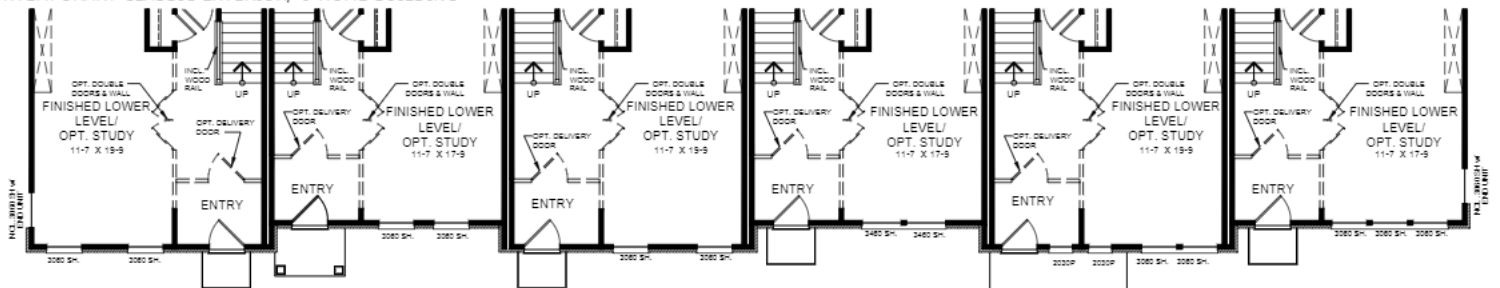 INCL.
WOOD
RAIL
UP
OPT. DOUBLE
DOORS & WALL
FINISHED LOWER
LEVEL/
OPT. STUDY
11-7 X 19-9
OPT. DELIVERY
DOOR
ENTRY
END UNIT
3060 SH.
3060 SH.
INCL.
WOOD
RAIL
UP
OPT. DOUBLE
DOORS & WALL
FINISHED LOWER
LEVEL/
OPT. STUDY
11-7 X 17-9
OPT. DELIVERY
DOOR
ENTRY
3060 SH.
3060 SH.
INCL.
WOOD
RAIL
UP
OPT. DOUBLE
DOORS & WALL
FINISHED LOWER
LEVEL/
OPT. STUDY
11-7 X 19-9
OPT. DELIVERY
DOOR
ENTRY
3060 SH.
3060 SH.
INCL.
WOOD
RAIL
UP
OPT. DOUBLE
DOORS & WALL
FINISHED LOWER
LEVEL/
OPT. STUDY
11-7 X 17-9
OPT. DELIVERY
DOOR
ENTRY
3460 SH.
3460 SH.
INCL.
WOOD
RAIL
UP
OPT. DOUBLE
DOORS & WALL
FINISHED LOWER
LEVEL/
OPT. STUDY
11-7 X 19-9
OPT. DELIVERY
DOOR
ENTRY
2020P
2020P
3060 SH.
3060 SH.
INCL.
WOOD
RAIL
UP
OPT. DOUBLE
DOORS & WALL
FINISHED LOWER
LEVEL/
OPT. STUDY
11-7 X 17-9
OPT. DELIVERY
DOOR
ENTRY
3060 SH.
3060 SH.
3060 SH.
END UNIT